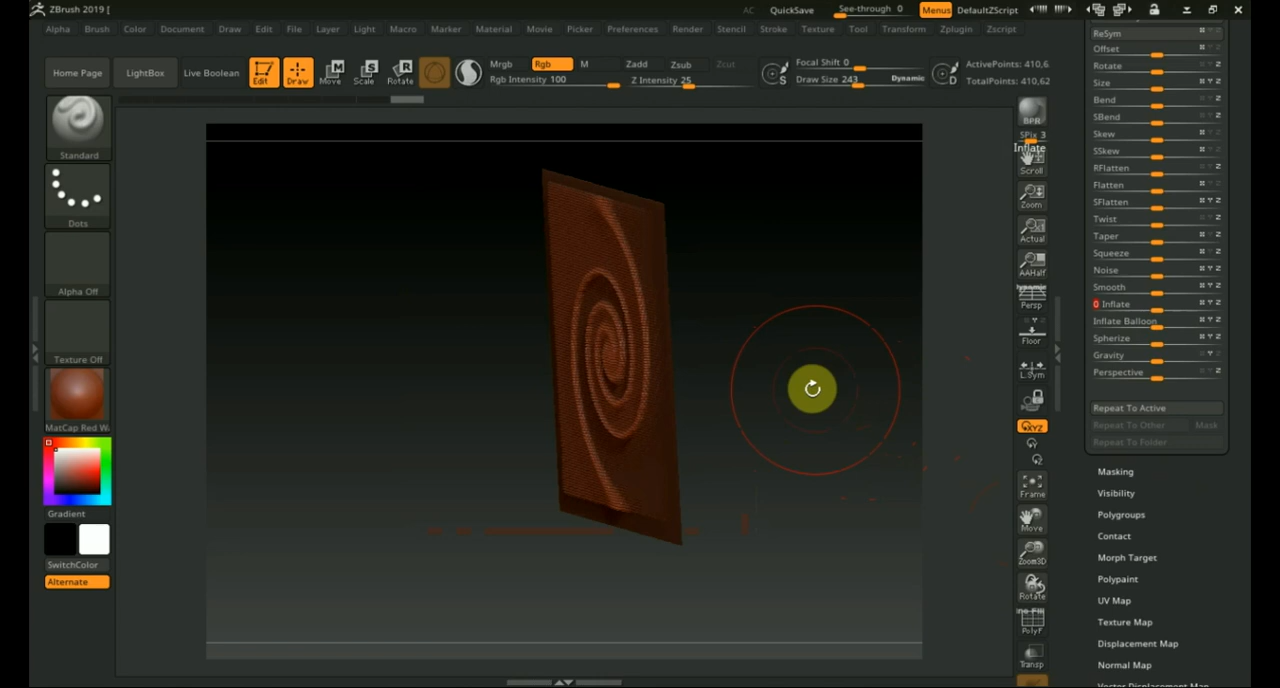 ZBrush 2019 [
AC QuickSave See-through 0 Menus DefaultZScript
Alpha Brush Color Document Draw Edit File Layer Light Macro Marker Material Movie Picker Preferences Render Stencil Stroke Texture Tool Transform Zplugin Zscript
Home Page LightBox Live Boolean Edit Draw Move Scale Rotate
Mrgb Rgb M Zadd Zsub Zcut
Rgb Intensity 100 Z Intensity 25
S Focal Shift 0
Draw Size 243 Dynamic D
ActivePoints: 410,6
TotalPoints: 410,62
Standard
Dots
Alpha Off
Texture Off
MatCap Red Wa
Gradient
SwitchColor
Alternate
BPR
SPix 3
Inflate
Scroll
Zoom
Actual
AAHalf
Persp
Floor
L.Sym
XYZ
Frame
Move
Zoom3D
Rotate
PolyF
Transp
ReSym
Offset
Rotate
Size
Bend
SBend
Skew
SSkew
RFlatten
Flatten
SFlatten
Twist
Taper
Squeeze
Noise
Smooth
0 Inflate
Inflate Balloon
Spherize
Gravity
Perspective
Repeat To Active
Repeat To Other Mask
Repeat To Folder
Masking
Visibility
Polygroups
Contact
Morph Target
Polypaint
UV Map
Texture Map
Displacement Map
Normal Map
Vector Displacement Map